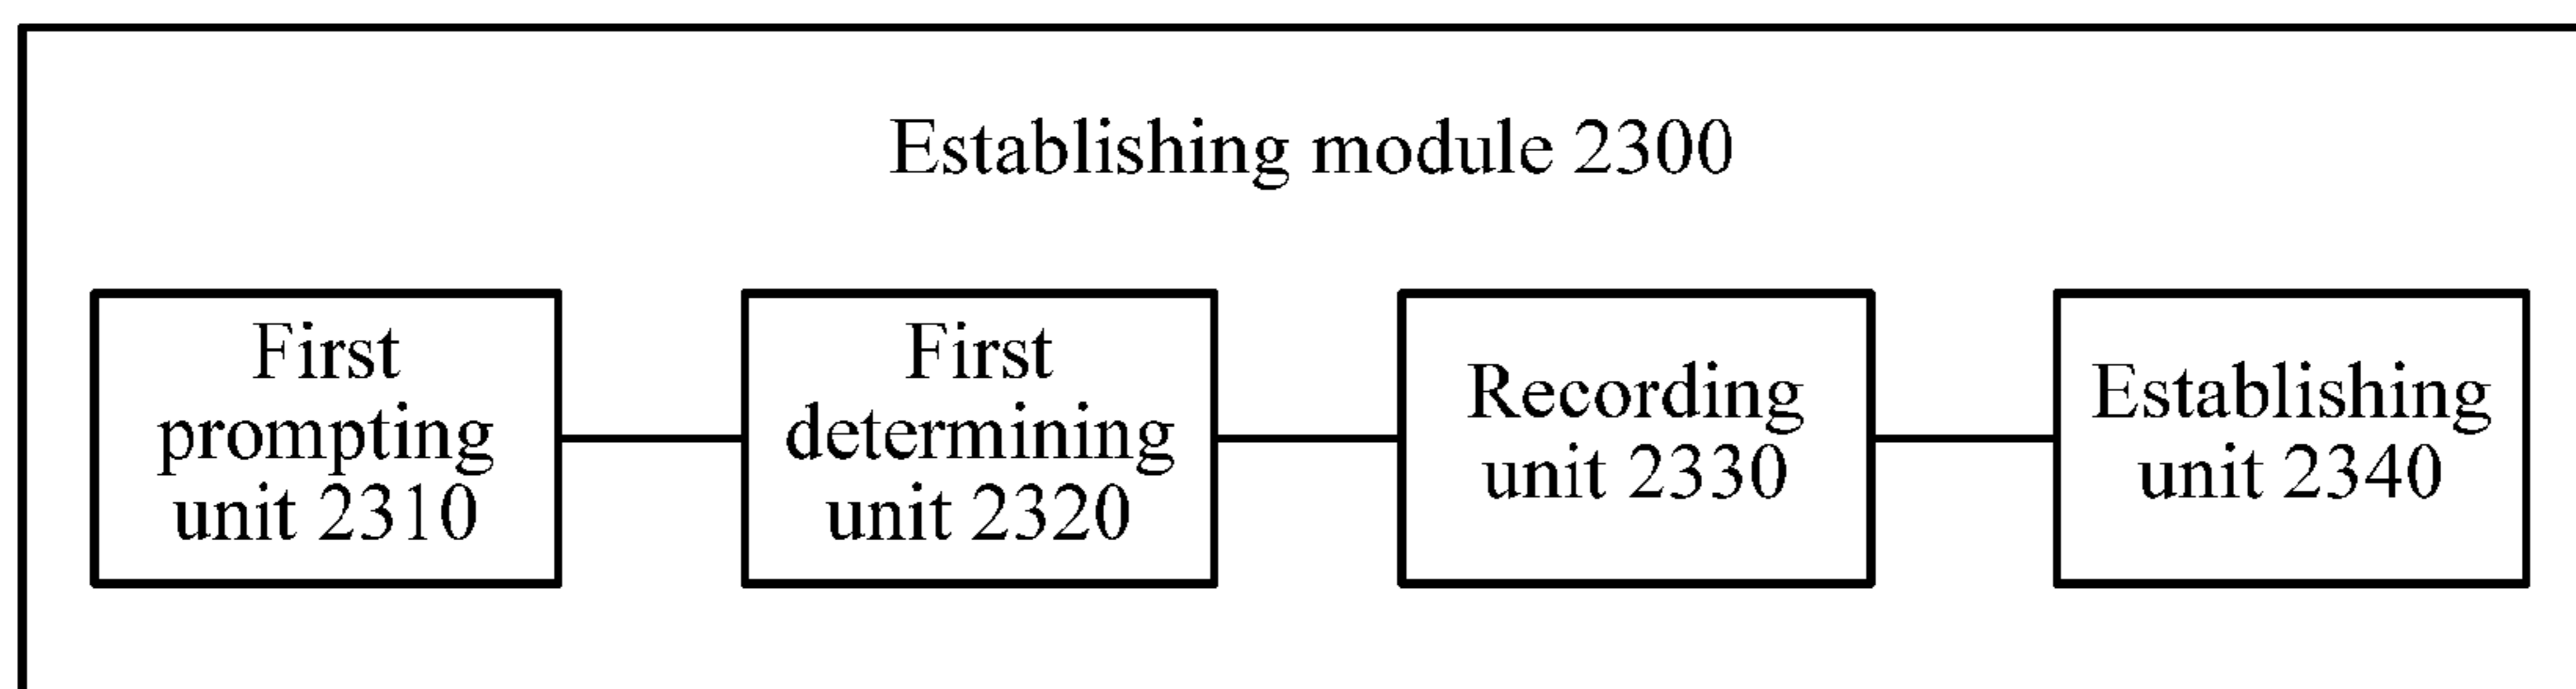 Establishing module 2300
First
prompting
unit 2310
First
determining
unit 2320
Recording
unit 2330
Establishing
unit 2340